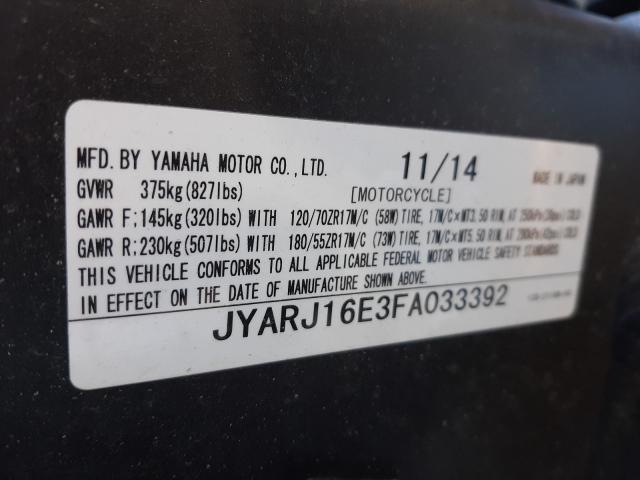 MFD. BY YAMAHA MOTOR CO.,LTD. 11/14 MADE IN JAPAN
GVWR 375kg(827lbs) [MOTORCYCLE]
GAWR F:145kg(320lbs) WITH 120/70ZR17M/C (58W) TIRE, 17M/C×MT3.50 RIM, AT 250kPa(36psi) COLD
GAWR R:230kg(507lbs) WITH 180/55ZR17M/C (73W) TIRE, 17M/C×MT5.50 RIM, AT 290kPa(42psi) COLD
THIS VEHICLE CONFORMS TO ALL APPLICABLE FEDERAL MOTOR VEHICLE SAFETY STANDARDS
IN EFFECT ON THE DATE OF MANUFACTURE SHOWN ABOVE.
JYARJ16E3FA033392